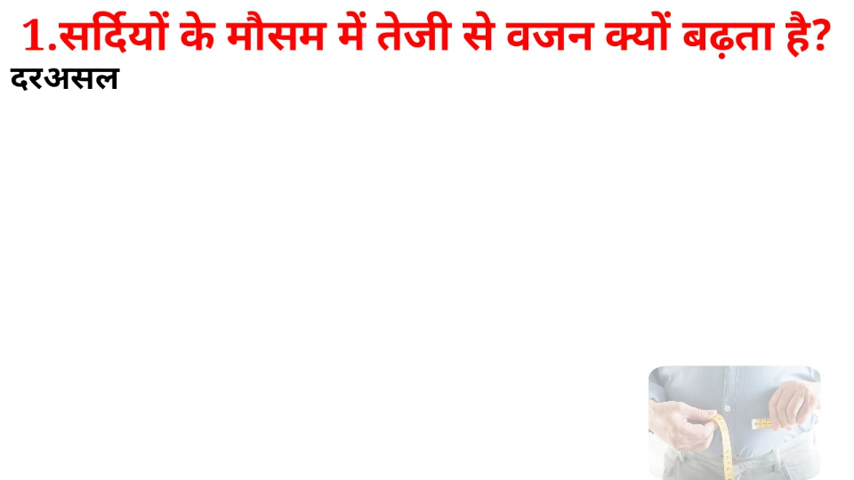 1.सर्दियों के मौसम में तेजी से वजन क्यों बढ़ता है?
दरअसल